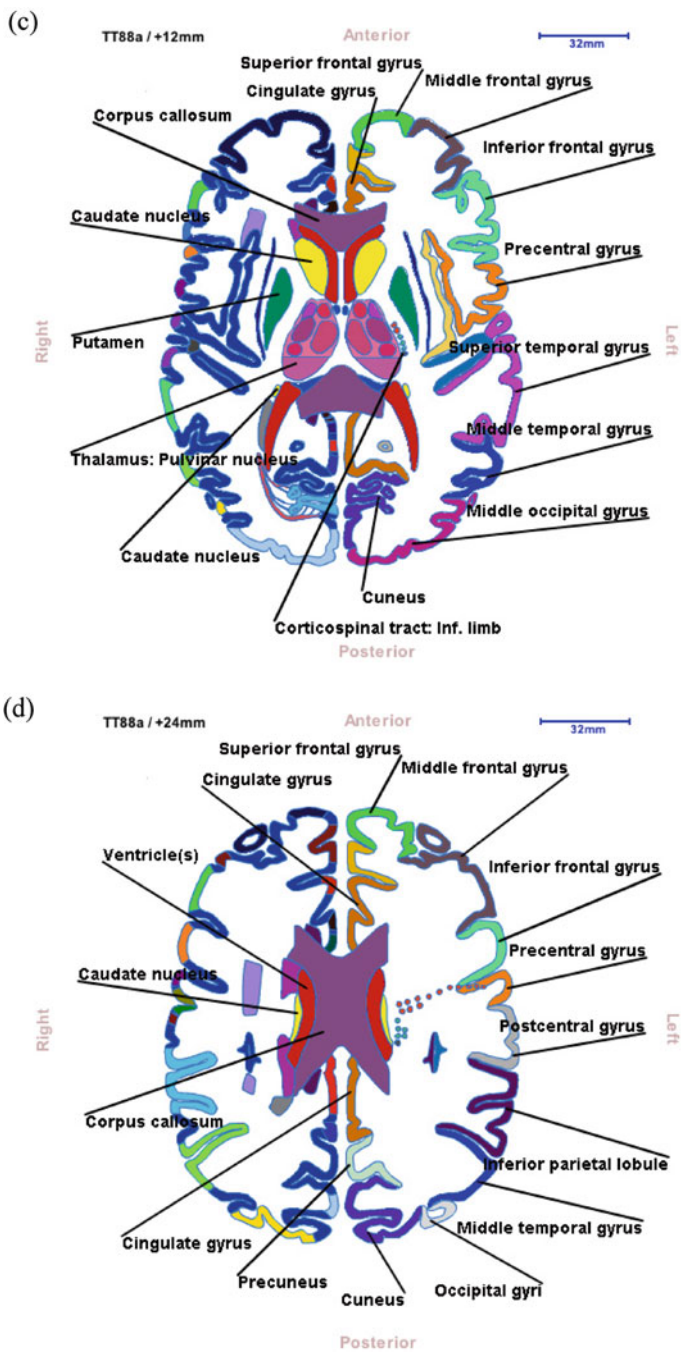 (c)
TT88a / +12mm
Anterior
32mm
Superior frontal gyrus
Middle frontal gyrus
Cingulate gyrus
Corpus callosum
Inferior frontal gyrus
Caudate nucleus
Precentral gyrus
Right
Left
Putamen
Superior temporal gyrus
Middle temporal gyrus
Thalamus: Pulvinar nucleus
Middle occipital gyrus
Caudate nucleus
Cuneus
Corticospinal tract: Inf. limb
Posterior
(d)
TT88a / +24mm
Anterior
32mm
Superior frontal gyrus
Middle frontal gyrus
Cingulate gyrus
Ventricle(s)
Inferior frontal gyrus
Precentral gyrus
Caudate nucleus
Right
Left
Postcentral gyrus
Corpus callosum
Inferior parietal lobule
Middle temporal gyrus
Cingulate gyrus
Precuneus
Occipital gyri
Cuneus
Posterior